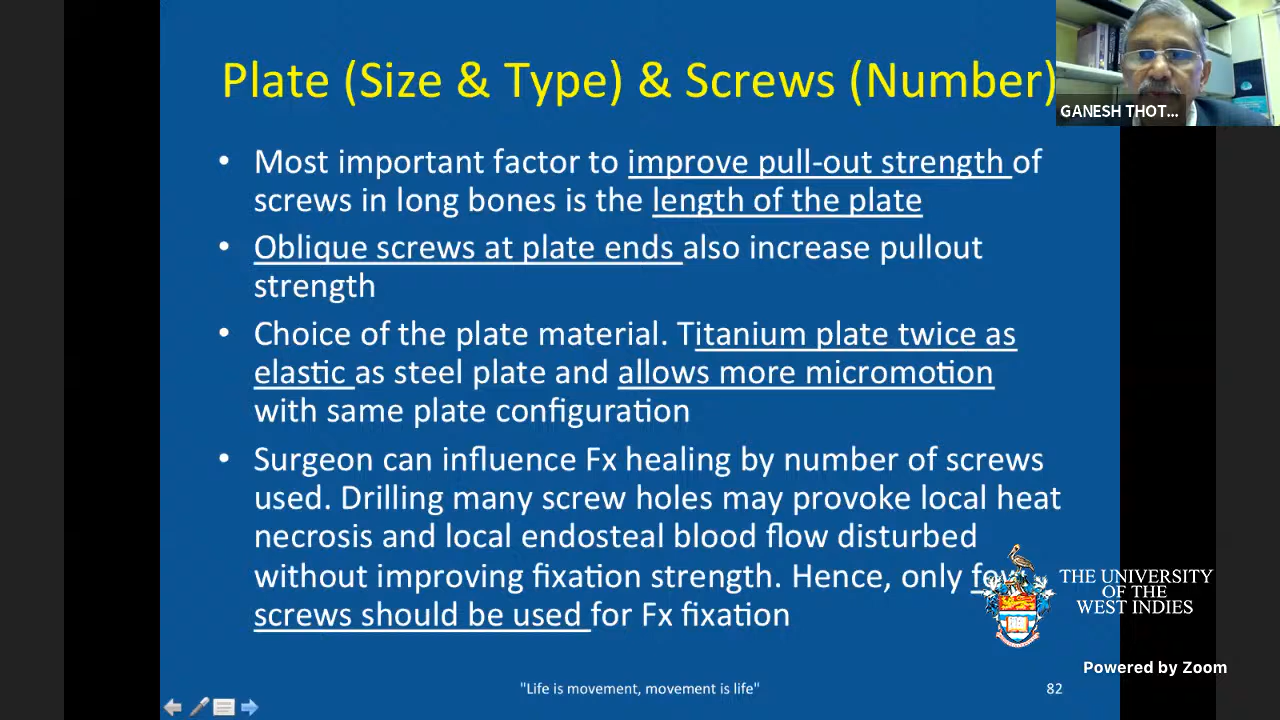 Plate (Size & Type) & Screws (Number)
GANESH THOT...
• Most important factor to improve pull-out strength of
screws in long bones is the length of the plate
• Oblique screws at plate ends also increase pullout
strength
• Choice of the plate material. Titanium plate twice as
elastic as steel plate and allows more micromotion
with same plate configuration
• Surgeon can influence Fx healing by number of screws
used. Drilling many screw holes may provoke local heat
necrosis and local endosteal blood flow disturbed
without improving fixation strength. Hence, only few
screws should be used for Fx fixation
THE UNIVERSITY
OF THE
WEST INDIES
Powered by Zoom
"Life is movement, movement is life"
82